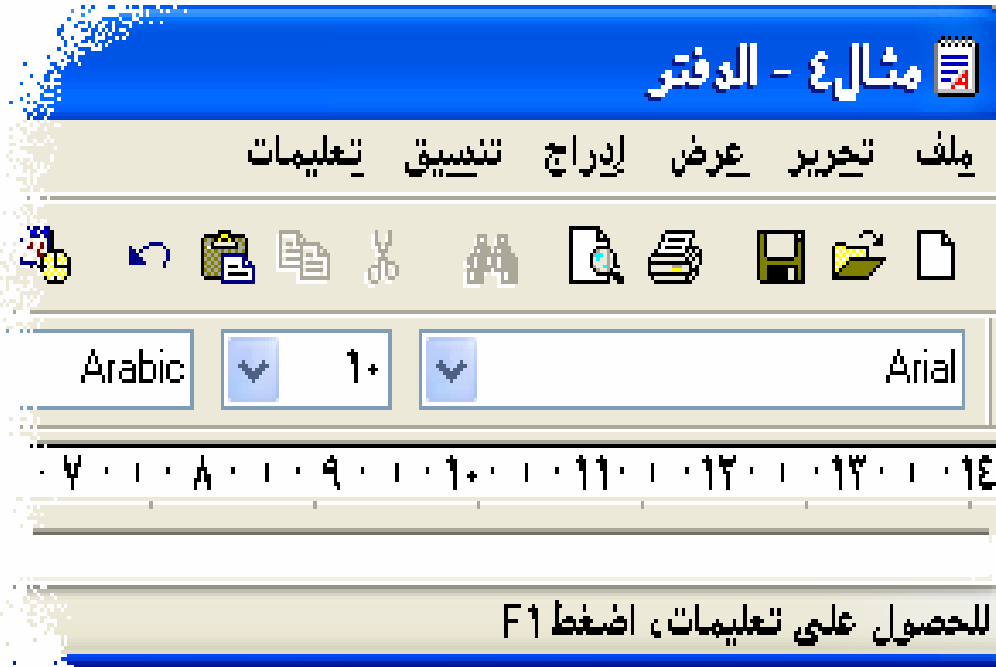 مثال٤ - الدفتر
ملف تحرير عرض إدراج تنسيق تعليمات
Arial ١٠ Arabic
١٤ ١٣ ١٢ ١١ ١٠ ٩ ٨ ٧
للحصول على تعليمات، اضغط F1